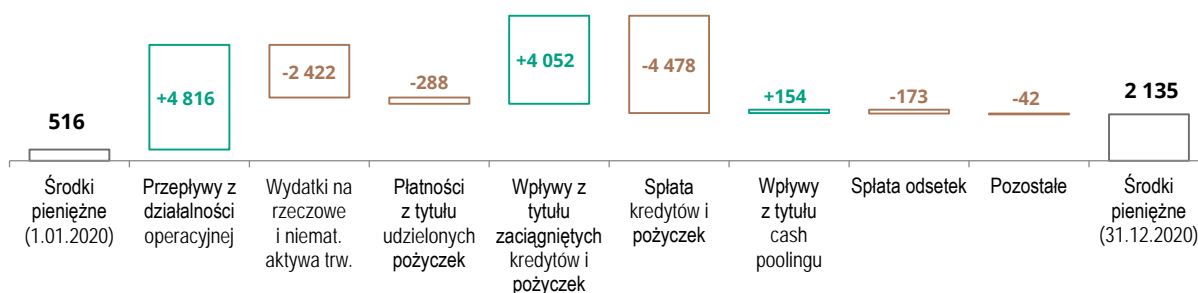 516
+4 816
-2 422
-288
+4 052
-4 478
+154
-173
-42
2 135
Środki
pieniężne
(1.01.2020)
Przepływy z
działalności
operacyjnej
Wydatki na
rzeczowe
i niemat.
aktywa trw.
Płatności
z tytułu
udzielonych
pożyczek
Wpływy z
tytułu
zaciągniętych
kredytów i
pożyczek
Spłata
kredytów i
pożyczek
Wpływy
z tytułu
cash
poolingu
Spłata odsetek
Pozostałe
Środki
pieniężne
(31.12.2020)